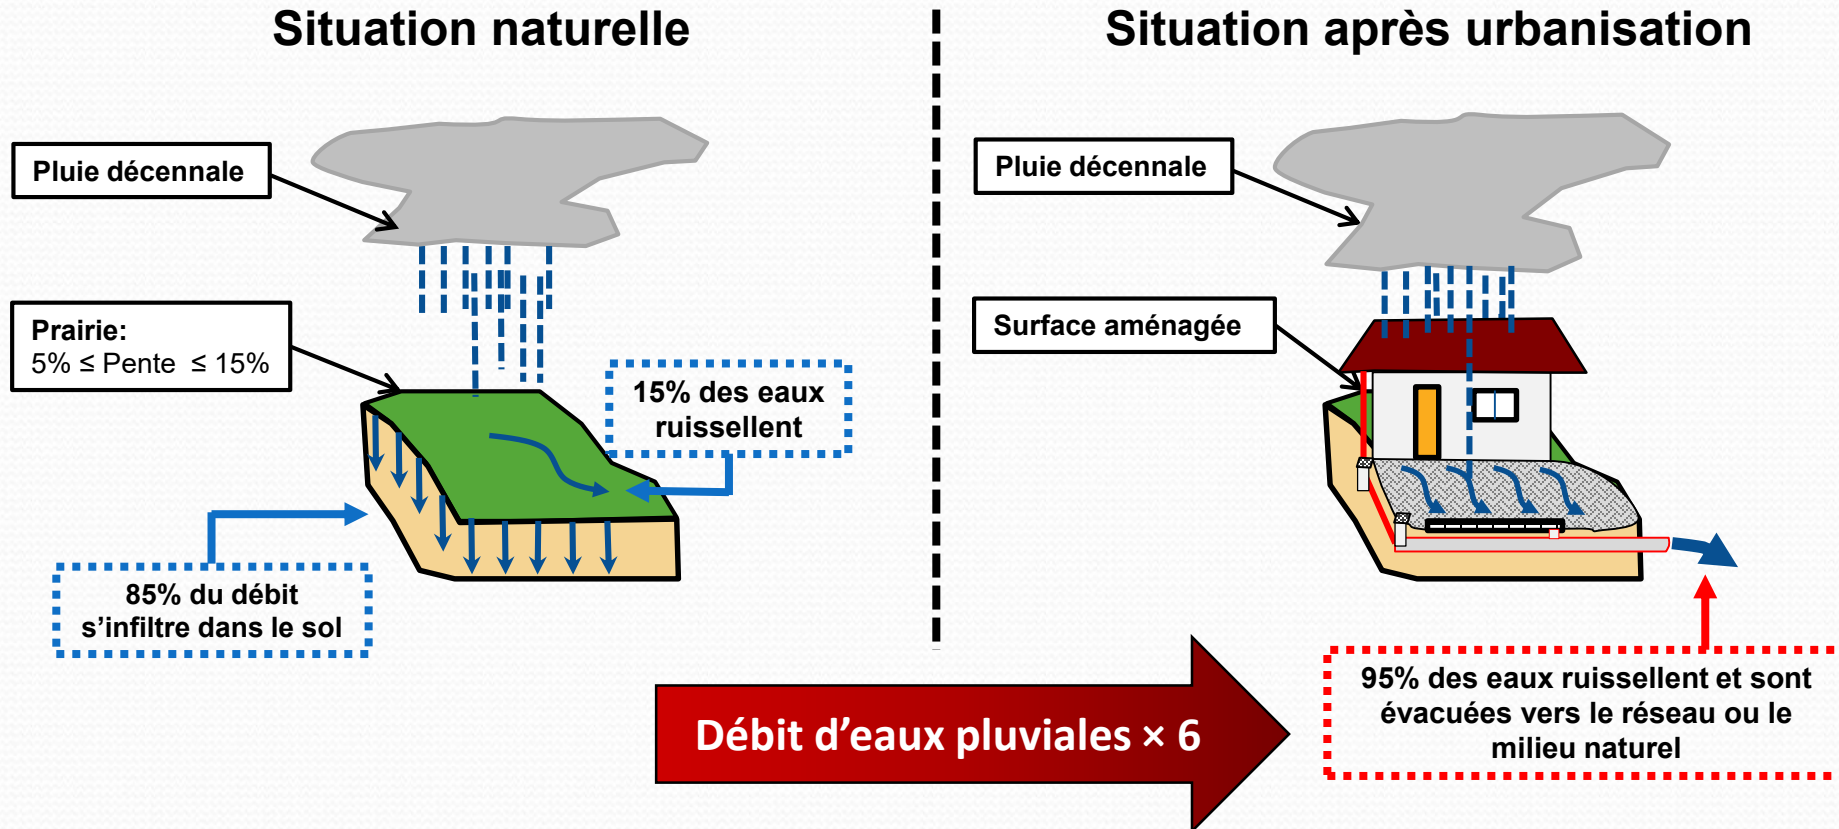 Situation naturelle
Pluie décennale
Prairie:
5% ≤ Pente ≤ 15%
15% des eaux
ruissellent
85% du débit
s’infiltre dans le sol
Situation après urbanisation
Pluie décennale
Surface aménagée
95% des eaux ruissellent et sont
évacuées vers le réseau ou le
milieu naturel
Débit d’eaux pluviales × 6